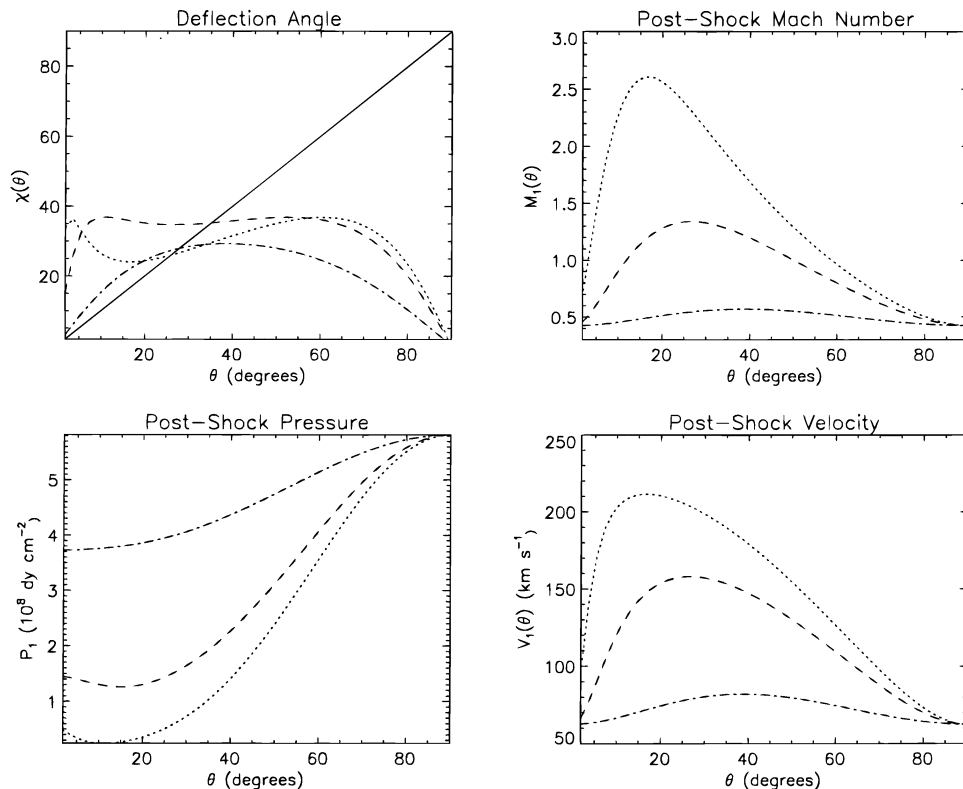 Deflection Angle
80
60
40
20
χ(θ)
20 40 60 80
θ (degrees)
Post-Shock Mach Number
3.0
2.5
2.0
1.5
1.0
0.5
M₁(θ)
20 40 60 80
θ (degrees)
Post-Shock Pressure
5
4
3
2
1
P₁ (10⁸ dy cm⁻²)
20 40 60 80
θ (degrees)
Post-Shock Velocity
250
200
150
100
50
V₁(θ) (km s⁻¹)
20 40 60 80
θ (degrees)